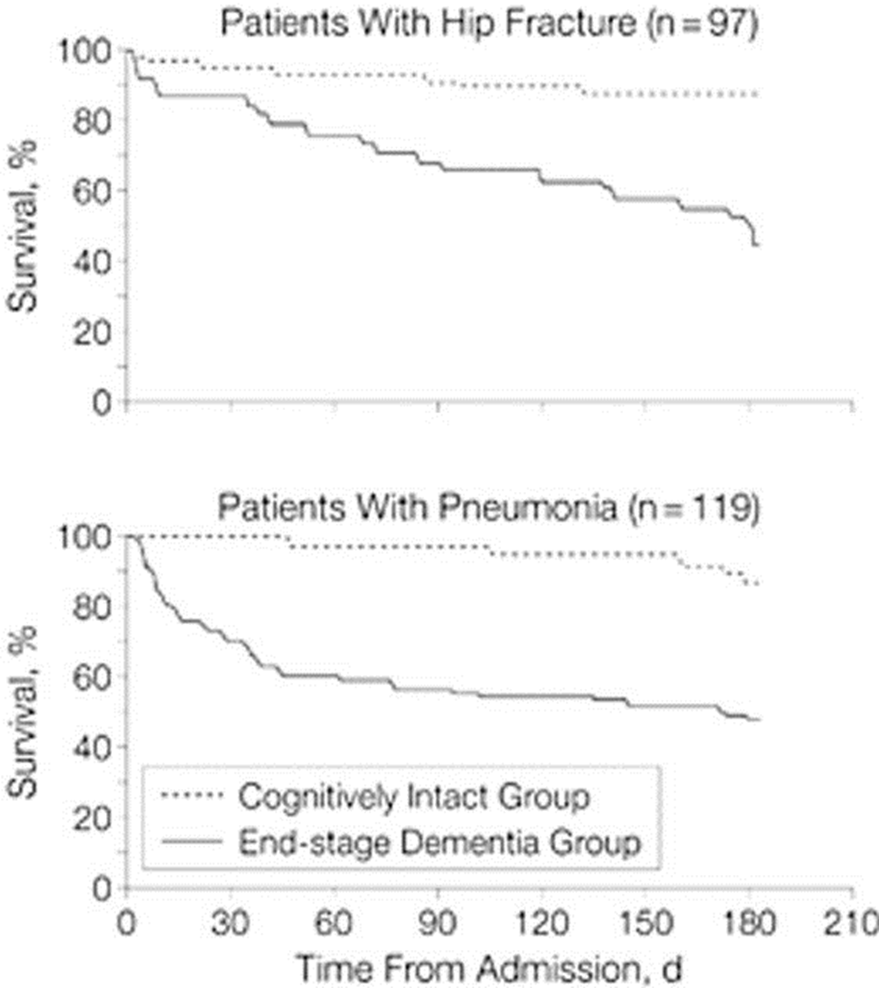 Patients With Hip Fracture (n = 97)
100
80
60
40
20
0
Survival, %
Patients With Pneumonia (n = 119)
100
80
60
40
20
0
Survival, %
Cognitively Intact Group
End-stage Dementia Group
0 30 60 90 120 150 180 210
Time From Admission, d